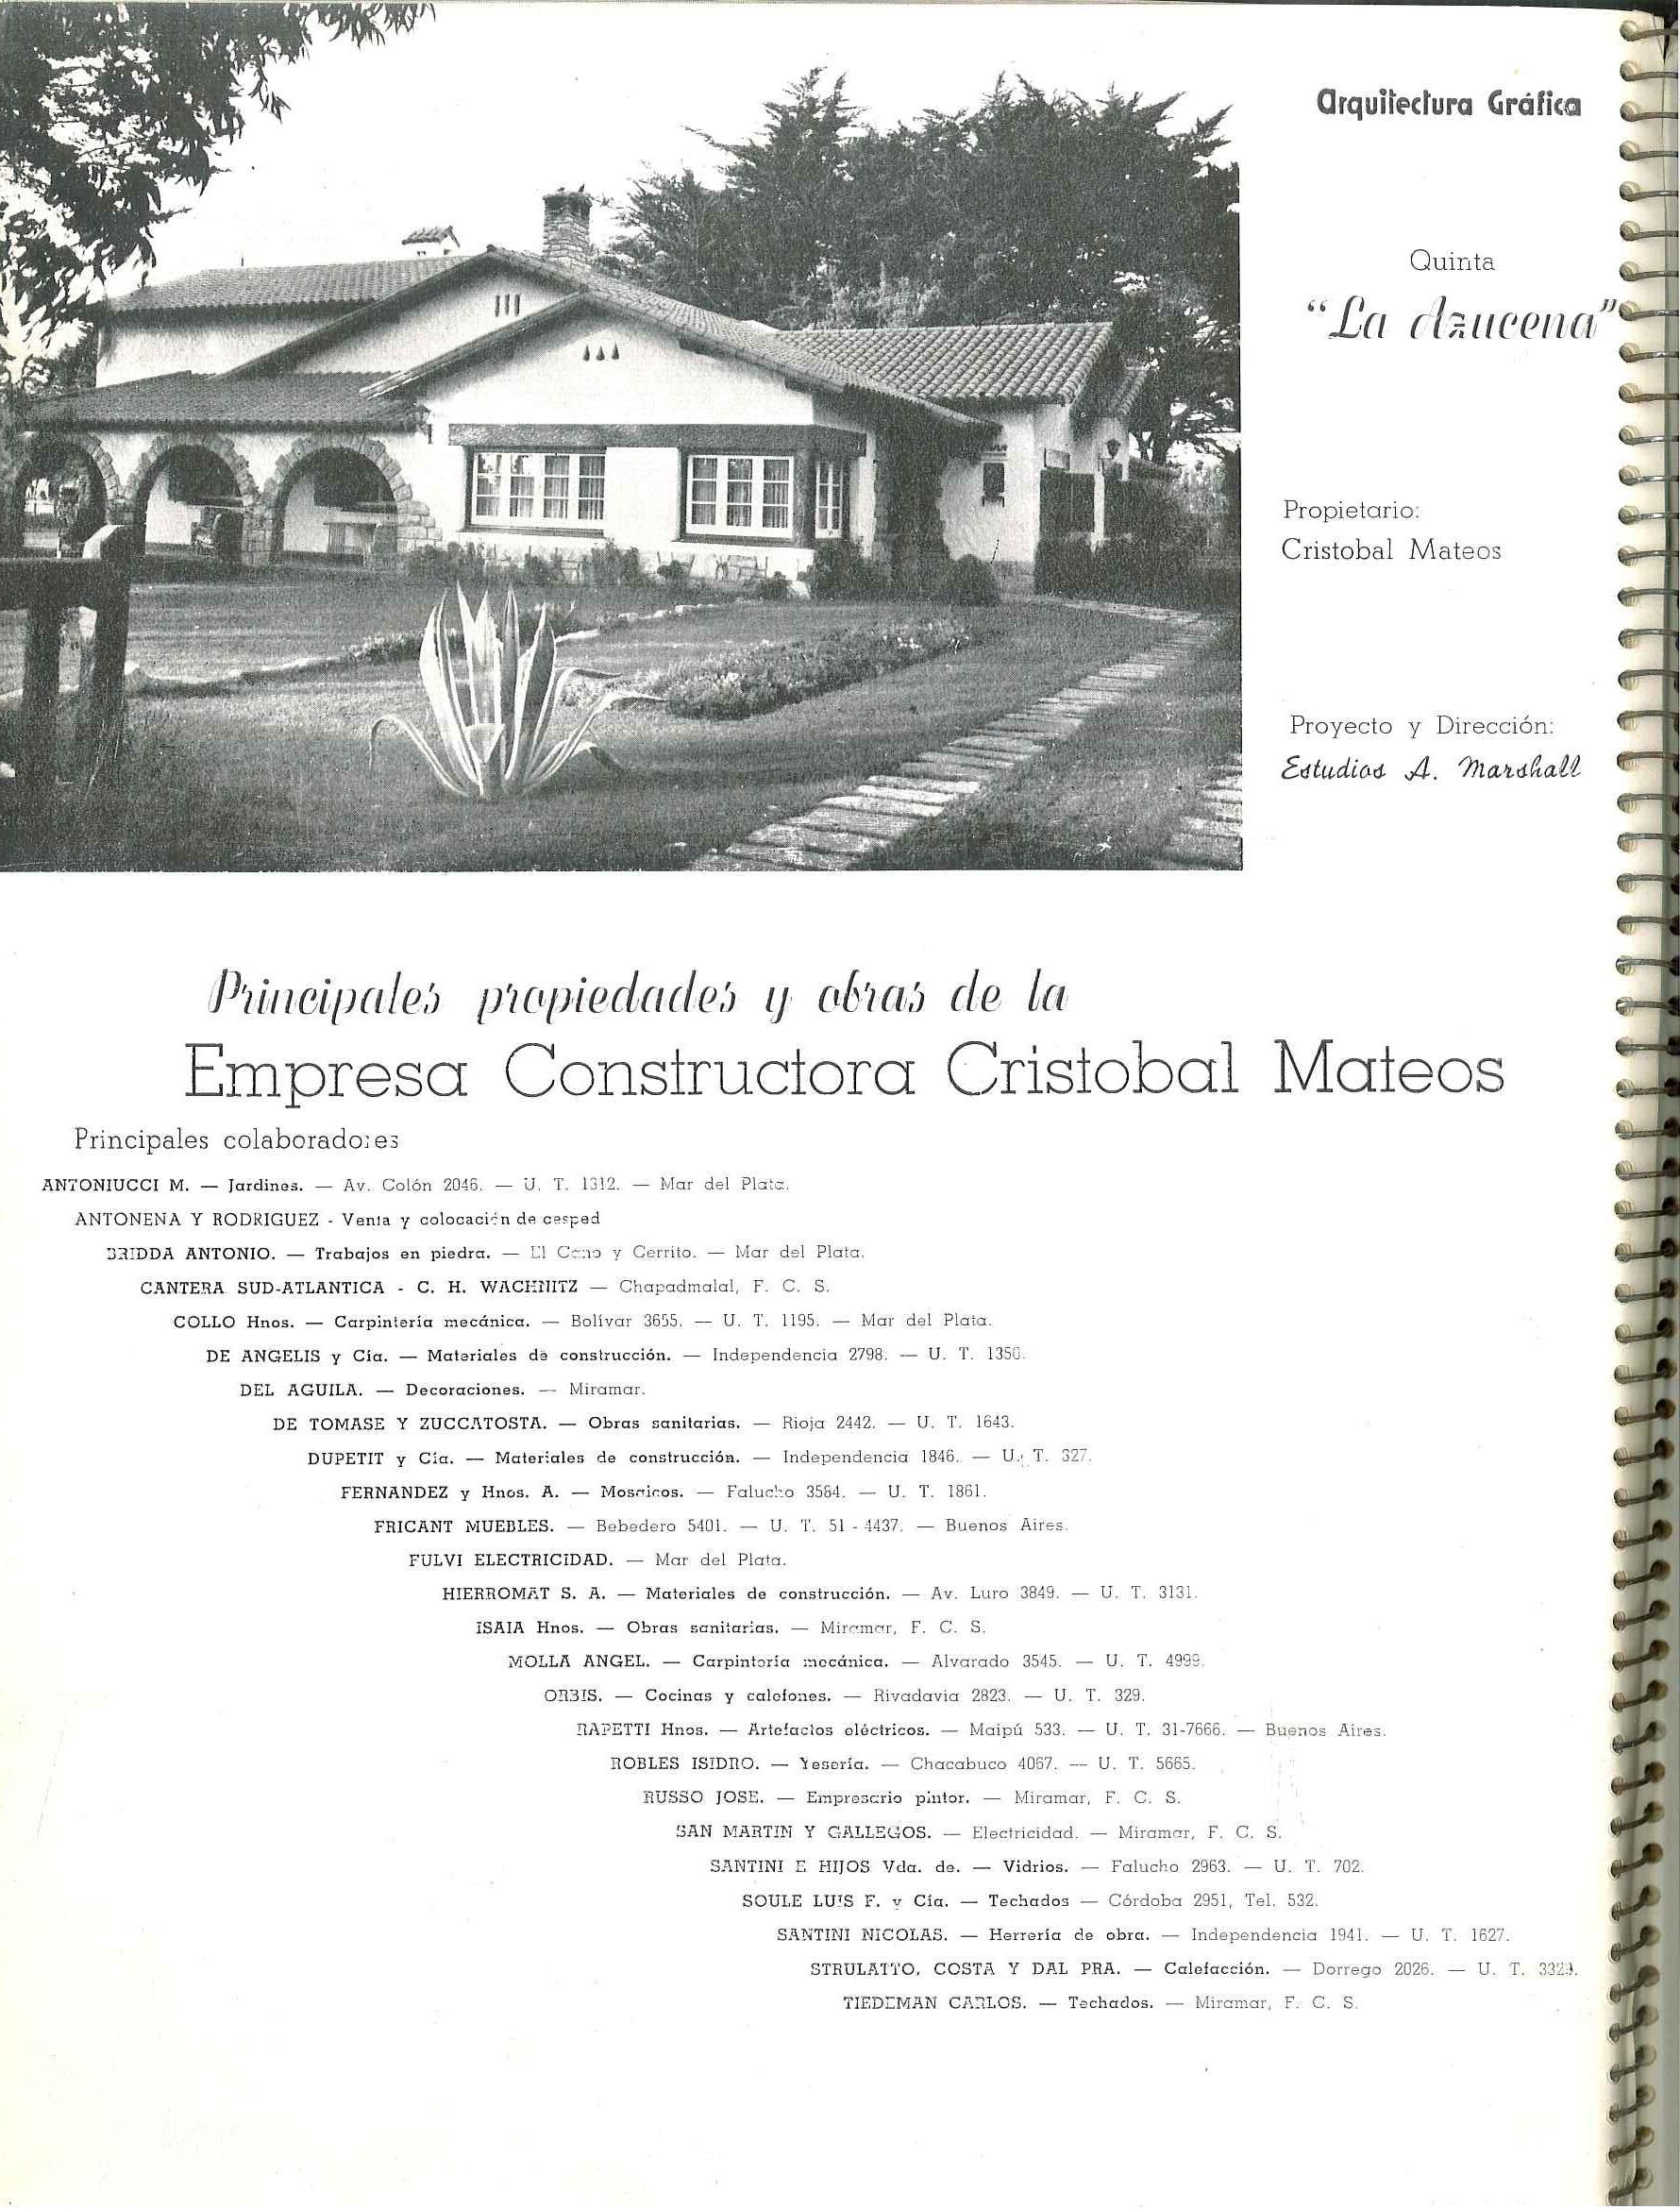 Arquitectura Gráfica
Quinta
"La Azucena"
Propietario:
Cristobal Mateos
Proyecto y Dirección:
Estudios A. Marshall
Principales propiedades y obras de la
Empresa Constructora Cristobal Mateos
Principales colaboradores
ANTONIUCCI M. — Jardines. — Av. Colón 2046. — U. T. 1312. — Mar del Plata.
ANTONENA Y RODRIGUEZ - Venta y colocación de cesped
BRIDDA ANTONIO. — Trabajos en piedra. — El Cano y Cerrito. — Mar del Plata.
CANTERA SUD-ATLANTICA - C. H. WACHNITZ — Chapadmalal, F. C. S.
COLLO Hnos. — Carpintería mecánica. — Bolívar 3655. — U. T. 1195. — Mar del Plata.
DE ANGELIS y Cía. — Materiales de construcción. — Independencia 2798. — U. T. 1350.
DEL AGUILA. — Decoraciones. — Miramar.
DE TOMASE Y ZUCCATOSTA. — Obras sanitarias. — Rioja 2442. — U. T. 1643.
DUPETIT y Cía. — Materiales de construcción. — Independencia 1846. — U. T. 327.
FERNANDEZ y Hnos. A. — Mosaicos. — Falucho 3564. — U. T. 1861.
FRICANT MUEBLES. — Bebedero 5401. — U. T. 51 - 4437. — Buenos Aires.
FULVI ELECTRICIDAD. — Mar del Plata.
HIERROMAT S. A. — Materiales de construcción. — Av. Luro 3849. — U. T. 3131.
ISAIA Hnos. — Obras sanitarias. — Miramar, F. C. S.
MOLLA ANGEL. — Carpintería mecánica. — Alvarado 3545. — U. T. 4999.
ORBIS. — Cocinas y calefones. — Rivadavia 2823. — U. T. 329.
RAPETTI Hnos. — Artefactos eléctricos. — Maipú 533. — U. T. 31-7666. — Buenos Aires.
ROBLES ISIDRO. — Yesería. — Chacabuco 4067. — U. T. 5665.
RUSSO JOSE. — Empresario pintor. — Miramar, F. C. S.
SAN MARTIN Y GALLEGOS. — Electricidad. — Miramar, F. C. S.
SANTINI E HIJOS Vda. de. — Vidrios. — Falucho 2963. — U. T. 702.
SOULE LUIS F. y Cía. — Techados — Córdoba 2951, Tel. 532.
SANTINI NICOLAS. — Herrería de obra. — Independencia 1941. — U. T. 1627.
STRULATTO, COSTA Y DAL PRA. — Calefacción. — Dorrego 2026. — U. T.
TIEDEMAN CARLOS. — Techados. — Miramar, F. C. S.